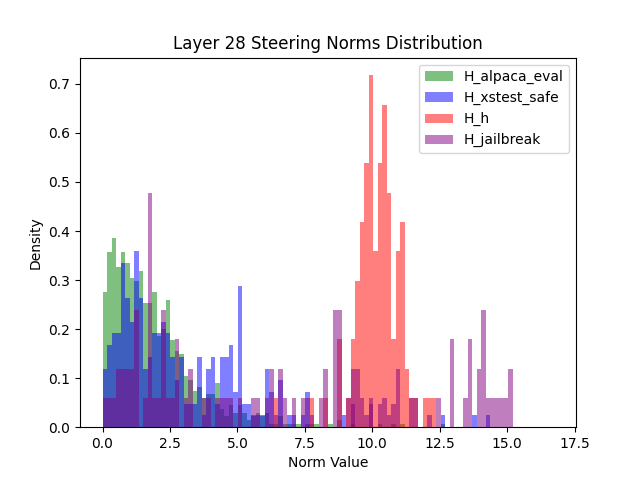 Layer 28 Steering Norms Distribution
H_alpaca_eval
H_xstest_safe
H_h
H_jailbreak
0.7
0.6
0.5
0.4
0.3
0.2
0.1
0.0
Density
0.0 2.5 5.0 7.5 10.0 12.5 15.0 17.5
Norm Value